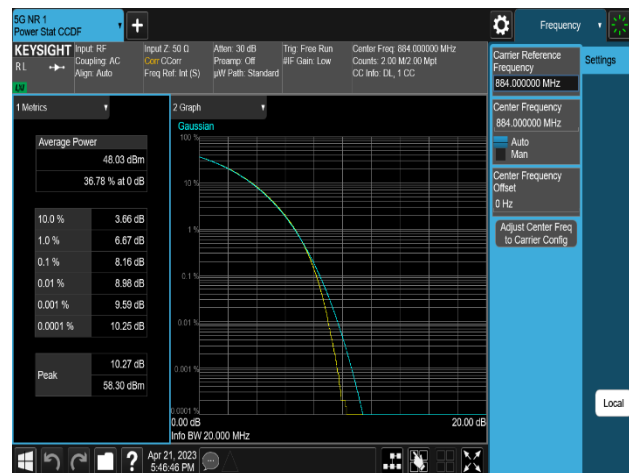 5G NR 1
Power Stat CCDF
Frequency
KEYSIGHT
RL
LW
Input: RF
Coupling: AC
Align: Auto
Input Z: 50 Ω
Corr CCorr
Freq Ref: Int (S)
Atten: 30 dB
Preamp: Off
µW Path: Standard
Trig: Free Run
#IF Gain: Low
Center Freq: 884.000000 MHz
Counts: 2.00 M/2.00 Mpt
CC Info: DL, 1 CC
1 Metrics
Average Power
48.03 dBm
36.78 % at 0 dB
10.0 % 3.66 dB
1.0 % 6.67 dB
0.1 % 8.16 dB
0.01 % 8.98 dB
0.001 % 9.59 dB
0.0001 % 10.25 dB
Peak
10.27 dB
58.30 dBm
2 Graph
Gaussian
100 %
10 %
1 %
0.1 %
0.01 %
0.001 %
0.0001 %
0.00 dB 20.00 dB
Info BW 20.000 MHz
Carrier Reference
Frequency
884.000000 MHz
Center Frequency
884.000000 MHz
Auto
Man
Center Frequency
Offset
0 Hz
Adjust Center Freq
to Carrier Config
Settings
Local
?
Apr 21, 2023
5:46:46 PM